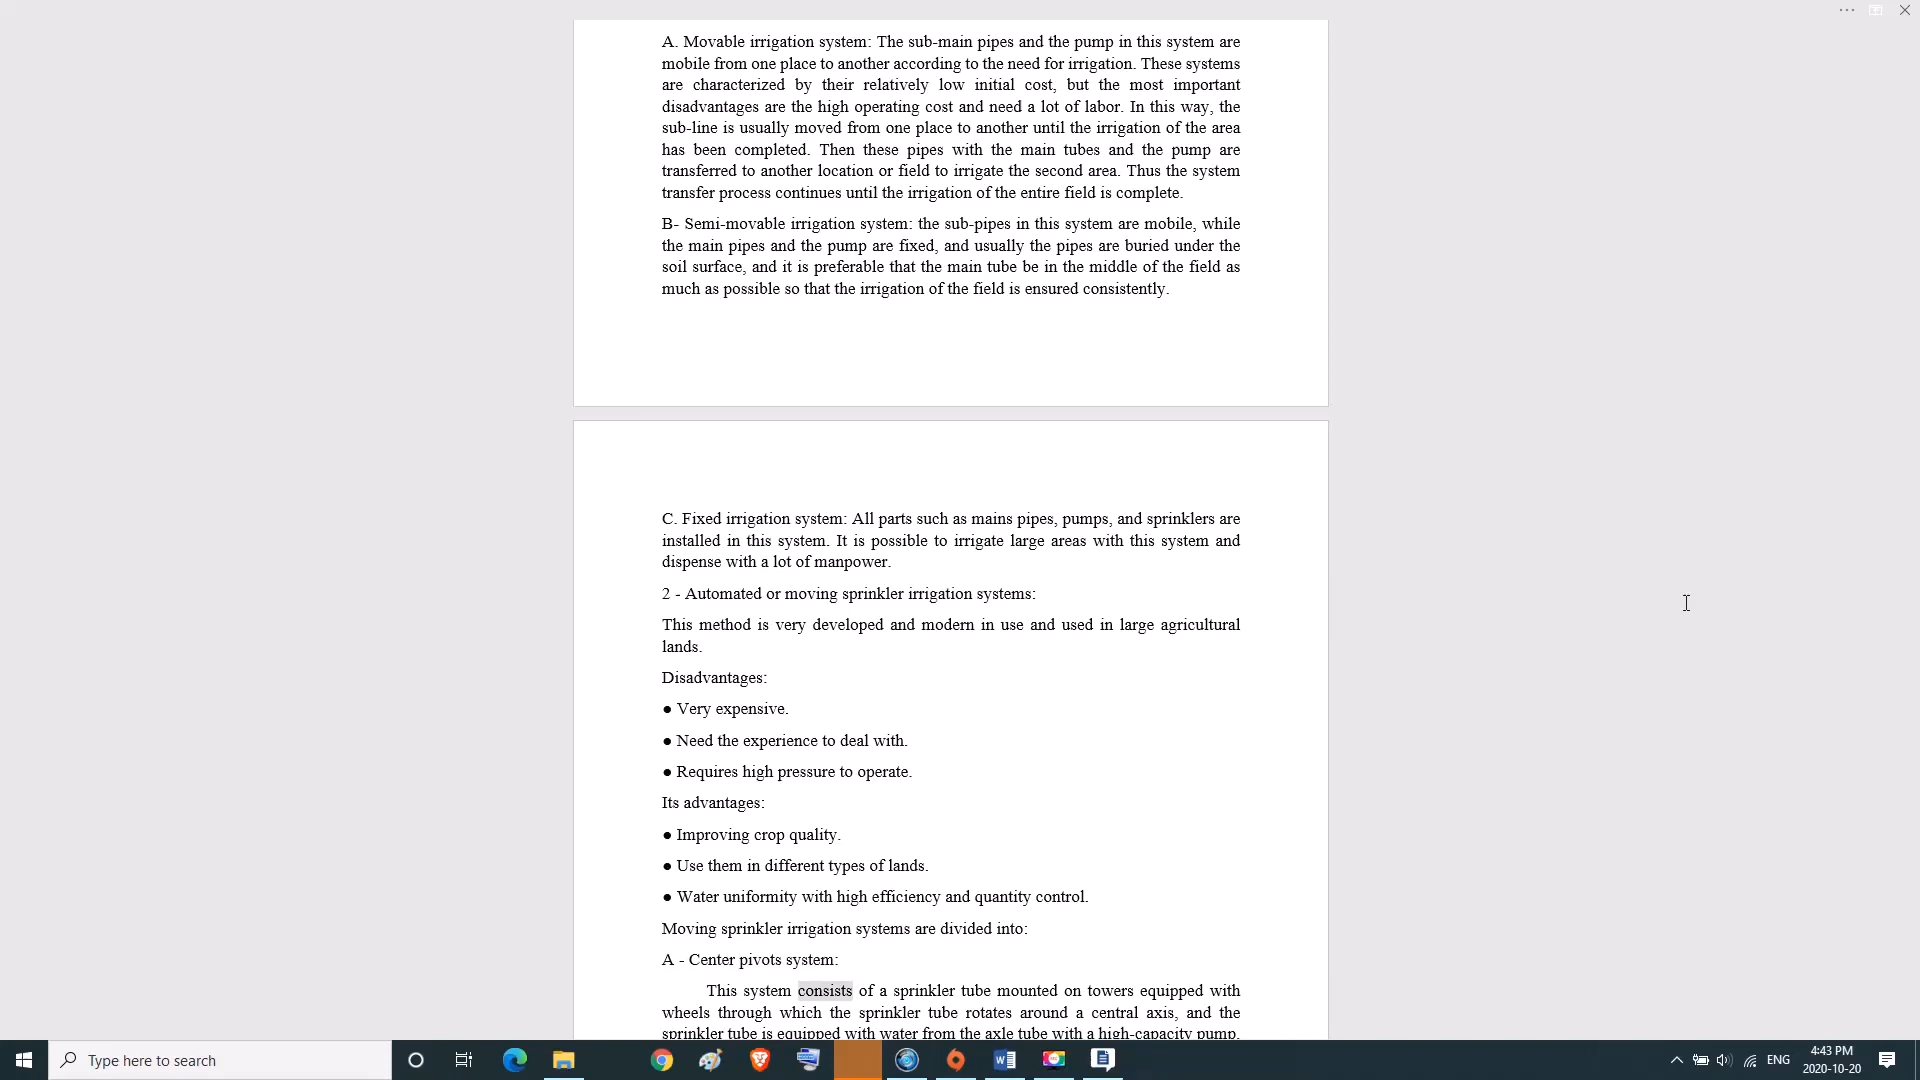 A. Movable irrigation system: The sub-main pipes and the pump in this system are
mobile from one place to another according to the need for irrigation. These systems
are characterized by their relatively low initial cost, but the most important
disadvantages are the high operating cost and need a lot of labor. In this way, the
sub-line is usually moved from one place to another until the irrigation of the area
has been completed. Then these pipes with the main tubes and the pump are
transferred to another location or field to irrigate the second area. Thus the system
transfer process continues until the irrigation of the entire field is complete.
B- Semi-movable irrigation system: the sub-pipes in this system are mobile, while
the main pipes and the pump are fixed, and usually the pipes are buried under the
soil surface, and it is preferable that the main tube be in the middle of the field as
much as possible so that the irrigation of the field is ensured consistently.
C. Fixed irrigation system: All parts such as mains pipes, pumps, and sprinklers are
installed in this system. It is possible to irrigate large areas with this system and
dispense with a lot of manpower.
2 - Automated or moving sprinkler irrigation systems:
This method is very developed and modern in use and used in large agricultural
lands.
Disadvantages:
● Very expensive.
● Need the experience to deal with.
● Requires high pressure to operate.
Its advantages:
● Improving crop quality.
● Use them in different types of lands.
● Water uniformity with high efficiency and quantity control.
Moving sprinkler irrigation systems are divided into:
A - Center pivots system:
This system consists of a sprinkler tube mounted on towers equipped with
wheels through which the sprinkler tube rotates around a central axis, and the
sprinkler tube is equipped with water from the axle tube with a high-capacity pump.
Type here to search
ENG
4:43 PM
2020-10-20